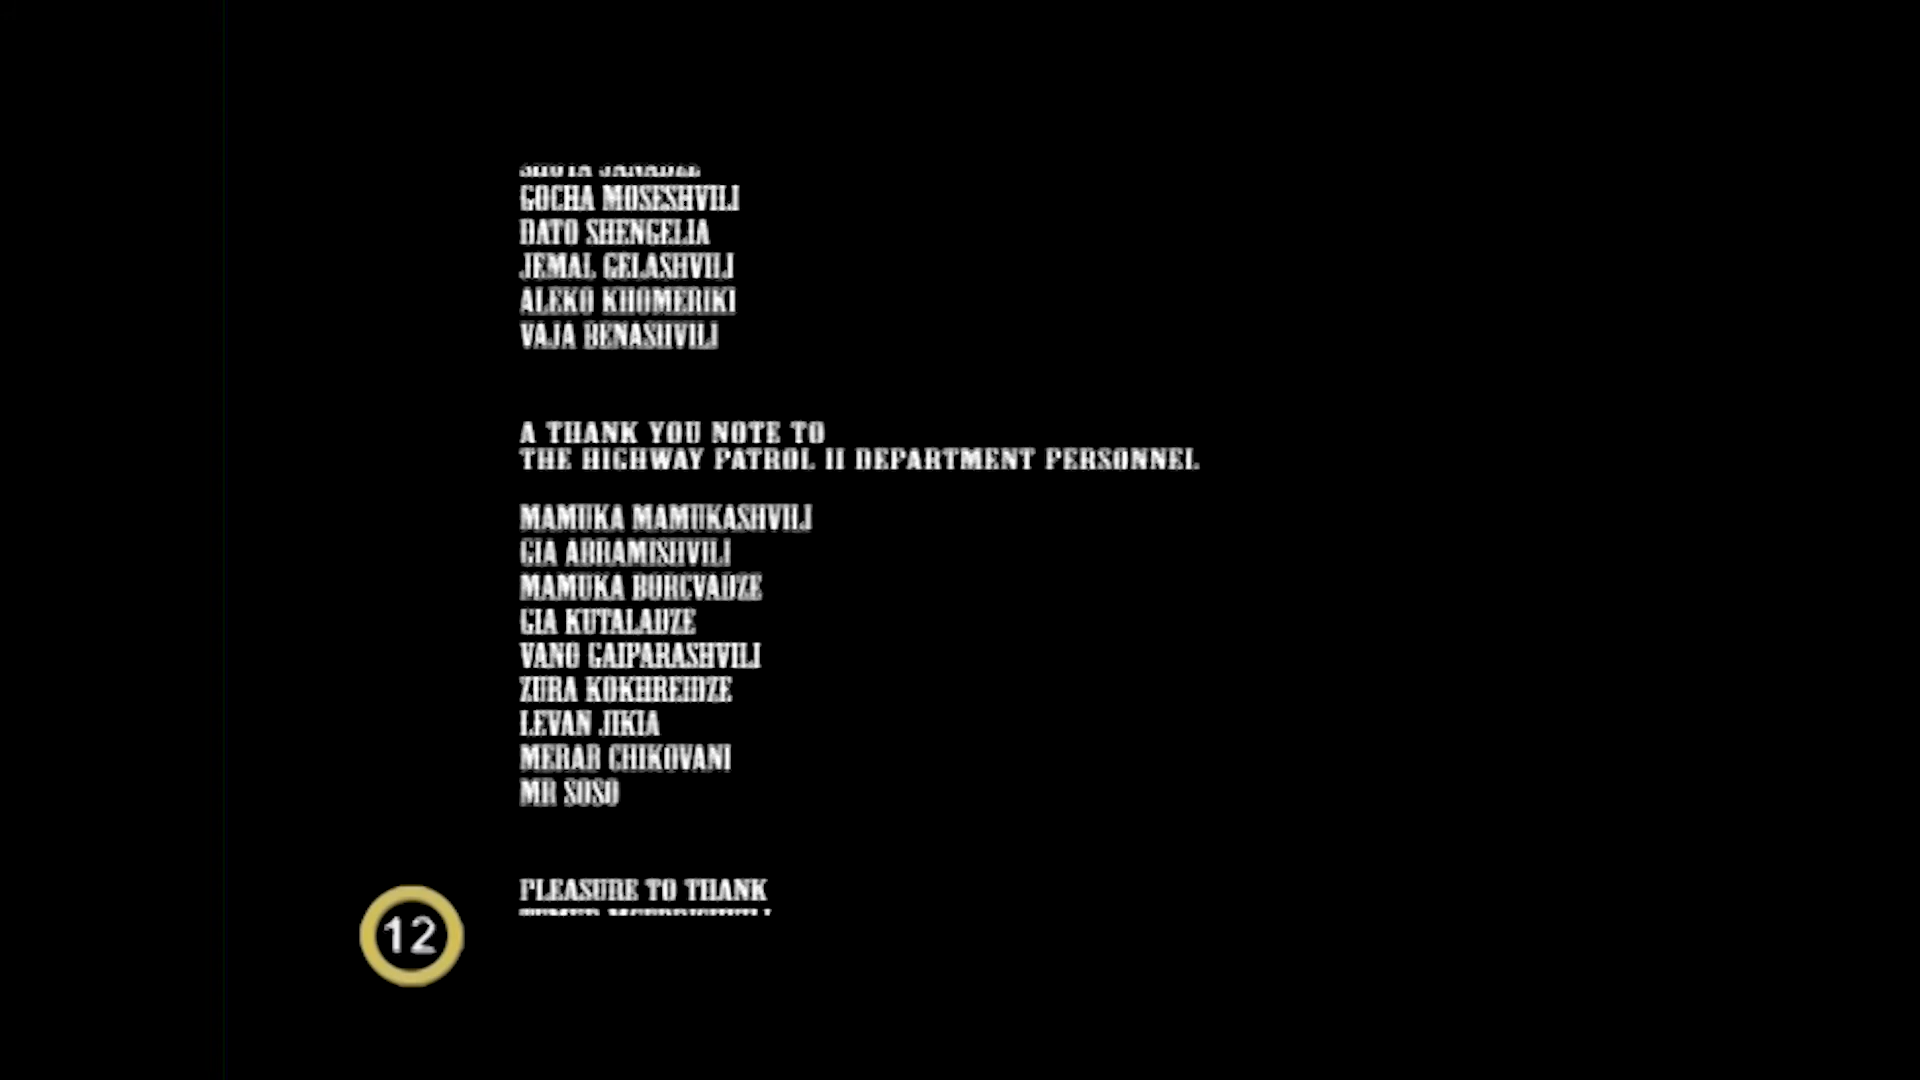 GOCHA MOSESHVILI
DATO SHENGELIA
JEMAL GELASHVILI
ALEKO KHOMERIKI
VAJA BENASHVILI
A THANK YOU NOTE TO
THE HIGHWAY PATROL II DEPARTMENT PERSONNEL
MAMUKA MAMUKASHVILI
GIA ABRAMISHVILI
MAMUKA BORCVADZE
GIA KUTALADZE
VANO GAIPARASHVILI
ZURA KOKHREIDZE
LEVAN JIKIA
MERAB CHIKOVANI
MR SOSO
PLEASURE TO THANK
12